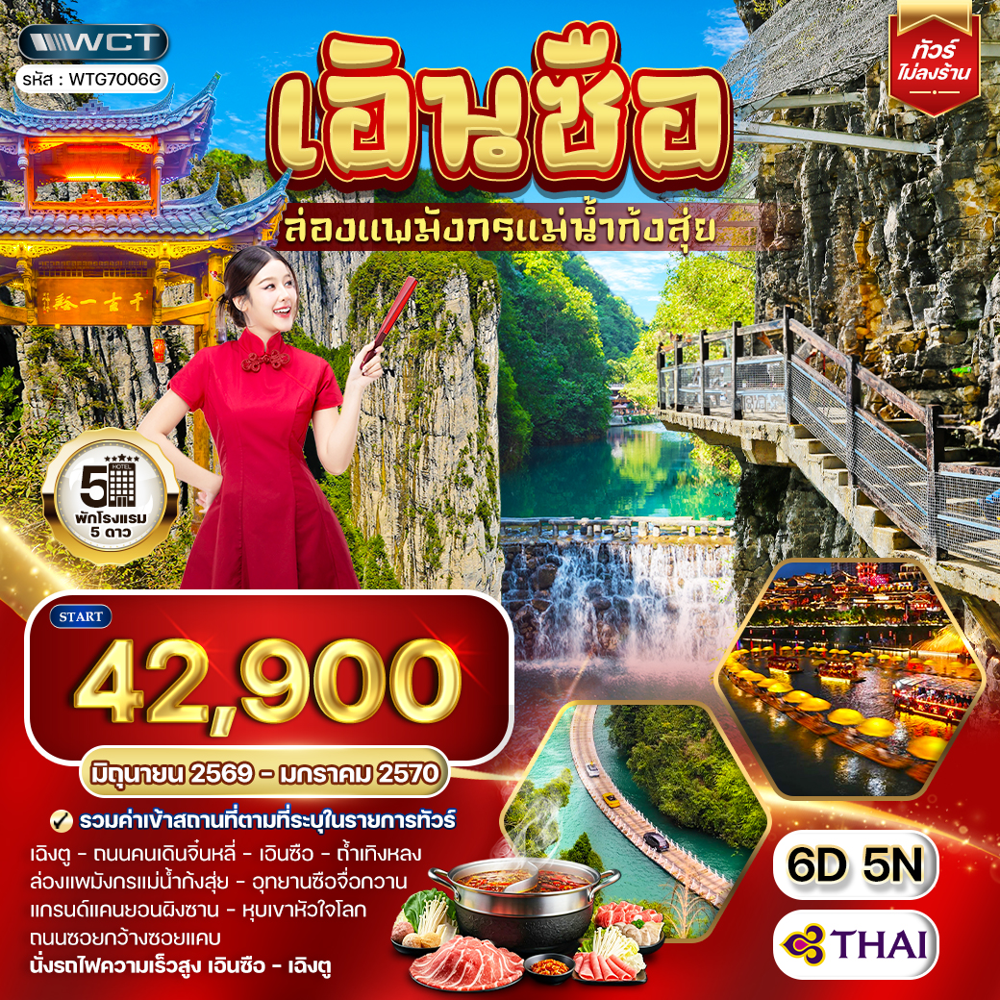 WCT
รหัส : WTG7006G
ทัวร์
ไม่ลงร้าน
เอินซือ
ล่องแพมังกรแม่น้ำก้งสุ่ย
千古一谿
HOTEL
5
พักโรงแรม
5 ดาว
START
42,900
มิถุนายน 2569 - มกราคม 2570
รวมค่าเข้าสถานที่ตามที่ระบุในรายการทัวร์
เฉิงตู - ถนนคนเดินจิ๋นหลี่ - เอินซือ - ถ้ำเทิงหลง
ล่องแพมังกรแม่น้ำก้งสุ่ย - อุทยานซือจื่อกวาน
แกรนด์แคนยอนผิงซาน - หุบเขาหัวใจโลก
ถนนซอยกว้างซอยแคบ
นั่งรถไฟความเร็วสูง เอินซือ - เฉิงตู
6D 5N
THAI